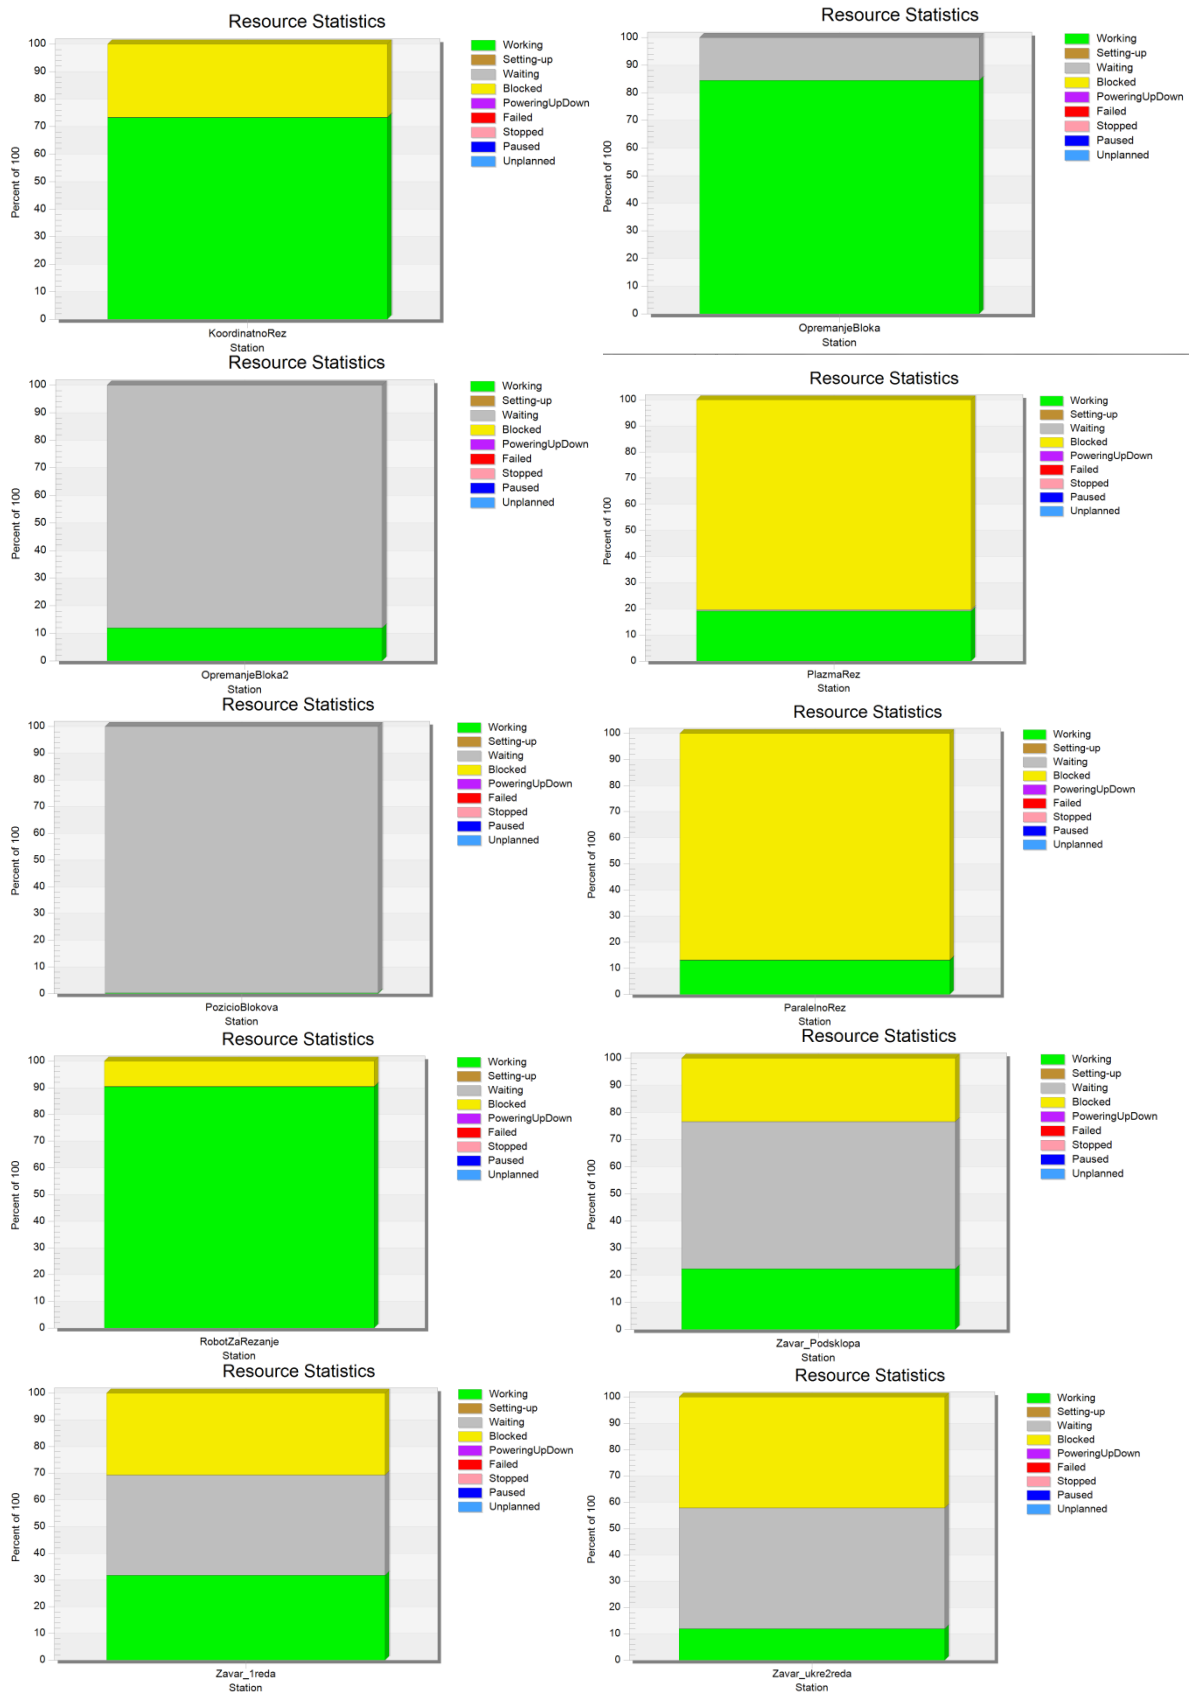 Resource Statistics
Percent of 100
100
90
80
70
60
50
40
30
20
10
0
KoordinatnoRez
Station
Working
Setting-up
Waiting
Blocked
PoweringUpDown
Failed
Stopped
Paused
Unplanned
Resource Statistics
Percent of 100
100
90
80
70
60
50
40
30
20
10
0
OpremanjeBloka
Station
Working
Setting-up
Waiting
Blocked
PoweringUpDown
Failed
Stopped
Paused
Unplanned
Resource Statistics
Percent of 100
100
90
80
70
60
50
40
30
20
10
0
OpremanjeBloka2
Station
Working
Setting-up
Waiting
Blocked
PoweringUpDown
Failed
Stopped
Paused
Unplanned
Resource Statistics
Percent of 100
100
90
80
70
60
50
40
30
20
10
0
PlazmaRez
Station
Working
Setting-up
Waiting
Blocked
PoweringUpDown
Failed
Stopped
Paused
Unplanned
Resource Statistics
Percent of 100
100
90
80
70
60
50
40
30
20
10
0
PozicioBlokova
Station
Working
Setting-up
Waiting
Blocked
PoweringUpDown
Failed
Stopped
Paused
Unplanned
Resource Statistics
Percent of 100
100
90
80
70
60
50
40
30
20
10
0
ParalelnoRez
Station
Working
Setting-up
Waiting
Blocked
PoweringUpDown
Failed
Stopped
Paused
Unplanned
Resource Statistics
Percent of 100
100
90
80
70
60
50
40
30
20
10
0
RobotZaRezanje
Station
Working
Setting-up
Waiting
Blocked
PoweringUpDown
Failed
Stopped
Paused
Unplanned
Resource Statistics
Percent of 100
100
90
80
70
60
50
40
30
20
10
0
Zavar_Podsklopa
Station
Working
Setting-up
Waiting
Blocked
PoweringUpDown
Failed
Stopped
Paused
Unplanned
Resource Statistics
Percent of 100
100
90
80
70
60
50
40
30
20
10
0
Zavar_1reda
Station
Working
Setting-up
Waiting
Blocked
PoweringUpDown
Failed
Stopped
Paused
Unplanned
Resource Statistics
Percent of 100
100
90
80
70
60
50
40
30
20
10
0
Zavar_ukre2reda
Station
Working
Setting-up
Waiting
Blocked
PoweringUpDown
Failed
Stopped
Paused
Unplanned